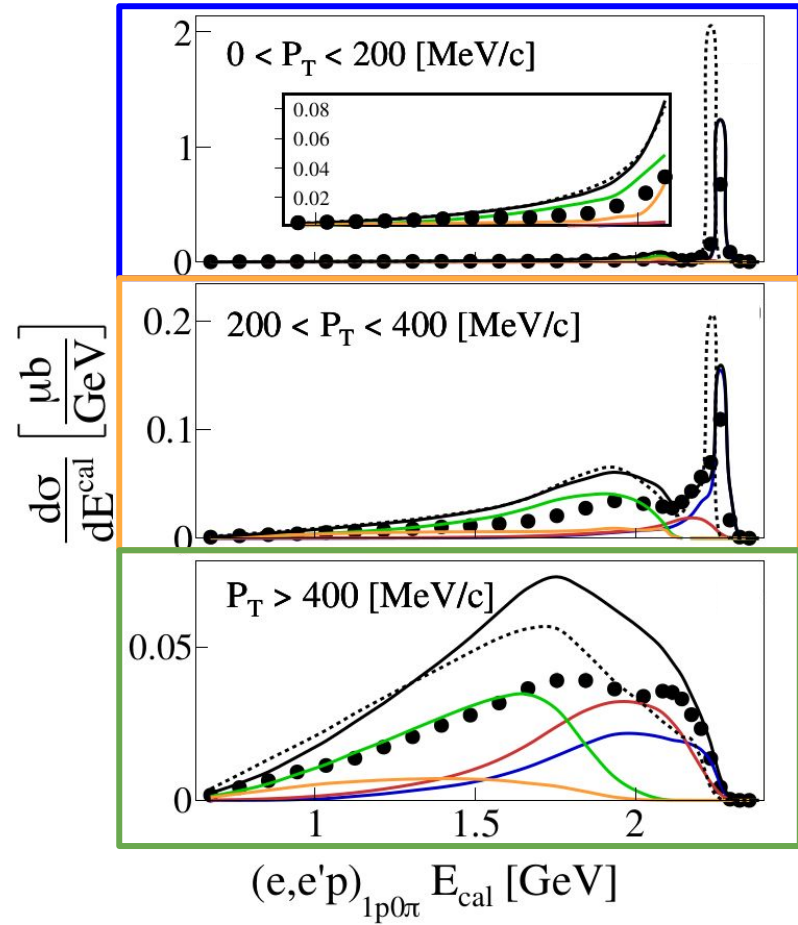 2
0 < P_T < 200 [MeV/c]
0.08
0.06
0.04
0.02
1
0
0.2
200 < P_T < 400 [MeV/c]
0.1
0
P_T > 400 [MeV/c]
0.05
0
1 1.5 2
dσ/dE^cal [μb/GeV]
(e,e'p)_1p0π E_cal [GeV]